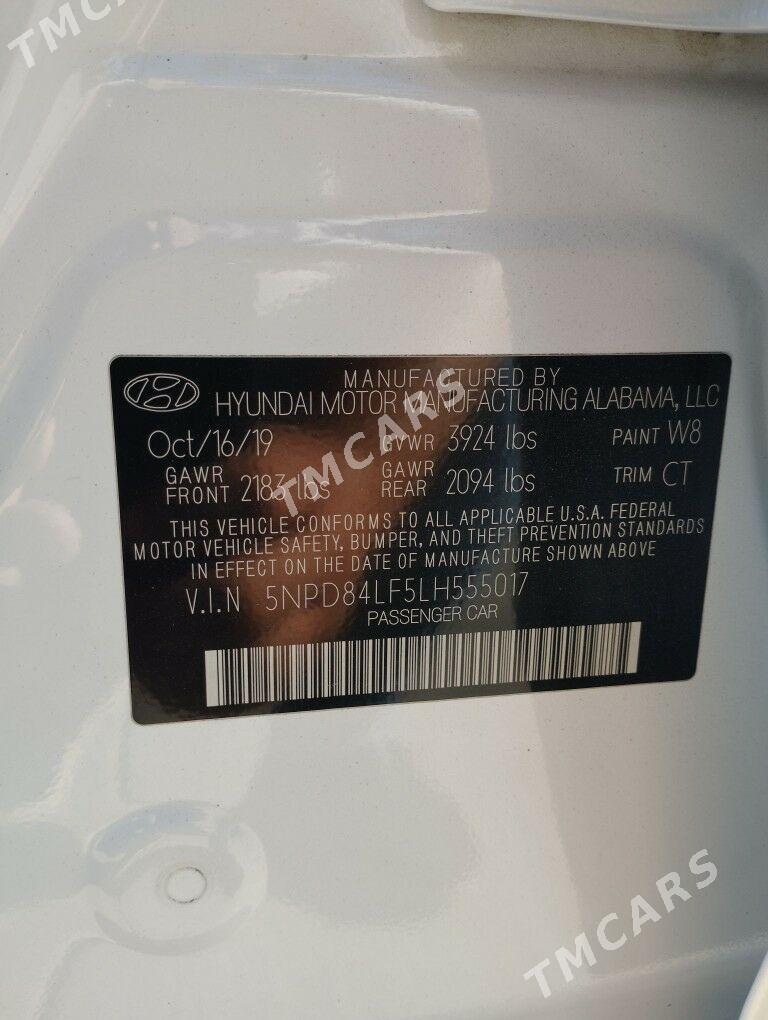 TMCARS
MANUFACTURED BY
HYUNDAI MOTOR MANUFACTURING ALABAMA, LLC
Oct/16/19 GVWR 3924 lbs PAINT W8
GAWR FRONT 2183 lbs GAWR REAR 2094 lbs TRIM CT
TMCARS
THIS VEHICLE CONFORMS TO ALL APPLICABLE U.S.A. FEDERAL
MOTOR VEHICLE SAFETY, BUMPER, AND THEFT PREVENTION STANDARDS
IN EFFECT ON THE DATE OF MANUFACTURE SHOWN ABOVE
V.I.N 5NPD84LF5LH555017
PASSENGER CAR
TMCARS